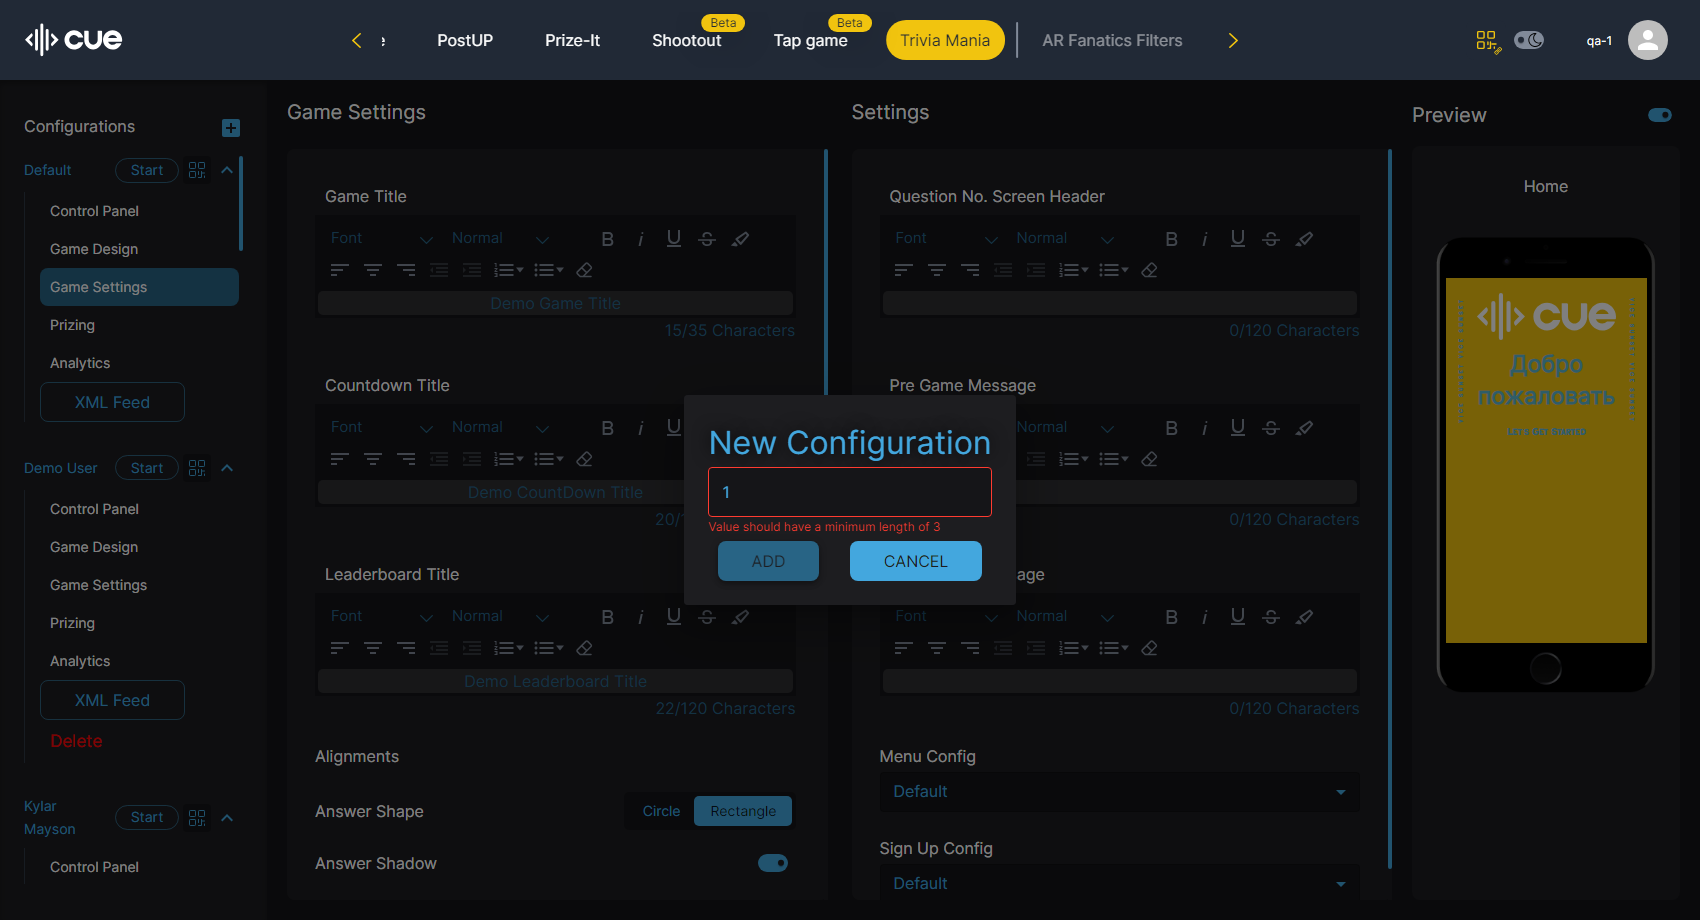 cue
PostUP
Prize-It
Shootout
Beta
Tap game
Beta
Trivia Mania
AR Fanatics Filters
qa-1
Configurations
Default
Start
Control Panel
Game Design
Game Settings
Prizing
Analytics
XML Feed
Demo User
Start
Control Panel
Game Design
Game Settings
Prizing
Analytics
XML Feed
Delete
Kylar
Mayson
Start
Control Panel
Game Settings
Game Title
Font
Normal
Demo Game Title
15/35 Characters
Countdown Title
Font
Normal
Demo CountDown Title
20/
Leaderboard Title
Font
Normal
Demo Leaderboard Title
22/120 Characters
Alignments
Answer Shape
Circle
Rectangle
Answer Shadow
Settings
Question No. Screen Header
Font
Normal
0/120 Characters
Pre Game Message
Normal
0/120 Characters
age
Font
Normal
0/120 Characters
Menu Config
Default
Sign Up Config
Default
New Configuration
1
Value should have a minimum length of 3
ADD
CANCEL
Preview
Home
cue
Добро
пожаловать
Let's Get Started